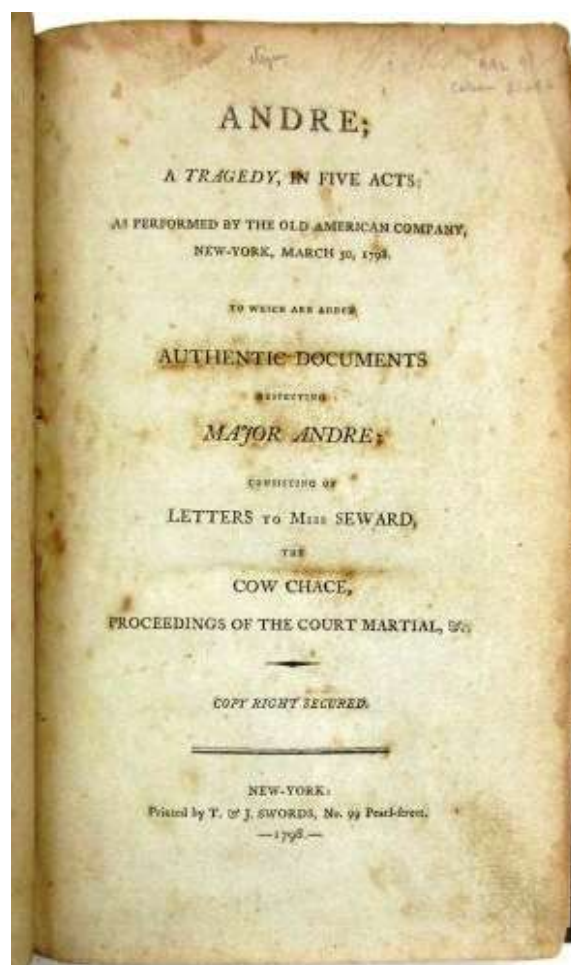 ANDRE;
A TRAGEDY, IN FIVE ACTS:
AS PERFORMED BY THE OLD AMERICAN COMPANY,
NEW-YORK, MARCH 30, 1798.
TO WHICH ARE ADDED
AUTHENTIC DOCUMENTS
RESPECTING
MAJOR ANDRE;
CONSISTING OF
LETTERS TO MISS SEWARD,
THE
COW CHACE,
PROCEEDINGS OF THE COURT MARTIAL, &c.
COPY RIGHT SECURED.
NEW-YORK:
Printed by T. & J. SWORDS, No. 99 Pearl-street.
—1798.—